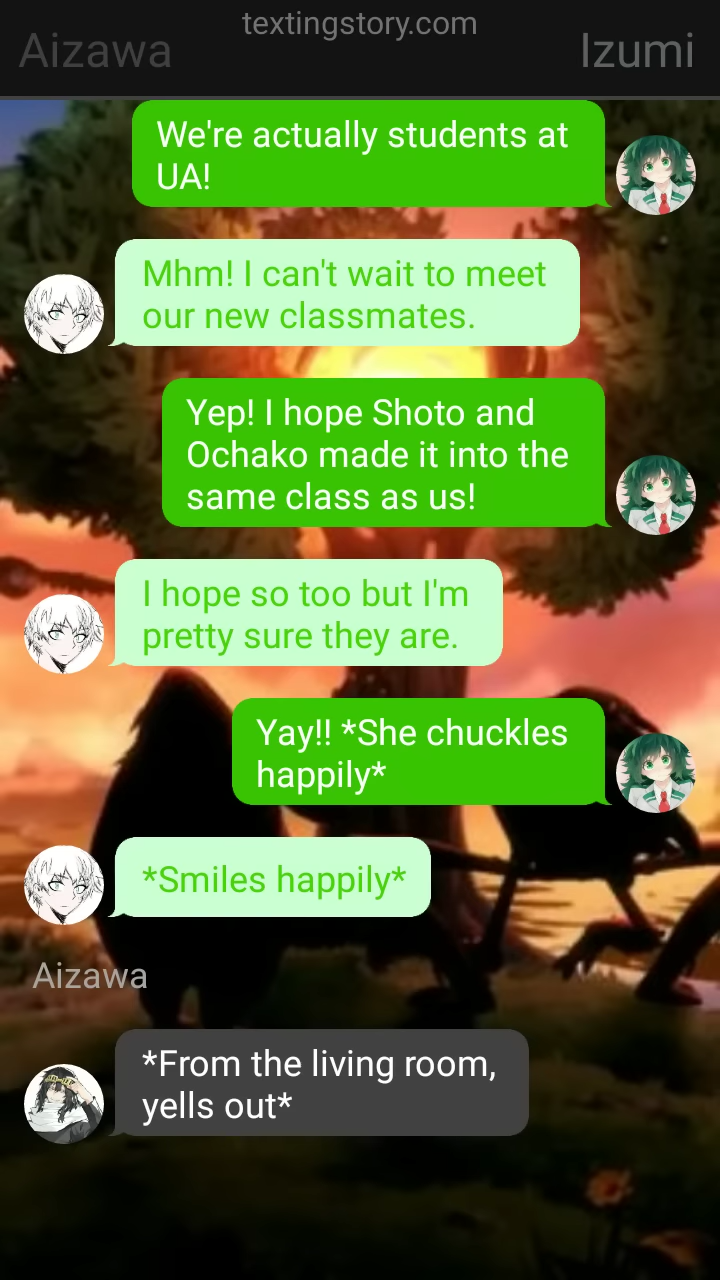 textingstory.com
Aizawa
Izumi
We're actually students at
UA!
Mhm! I can't wait to meet
our new classmates.
Yep! I hope Shoto and
Ochako made it into the
same class as us!
I hope so too but I'm
pretty sure they are.
Yay!! *She chuckles
happily*
*Smiles happily*
Aizawa
*From the living room,
yells out*